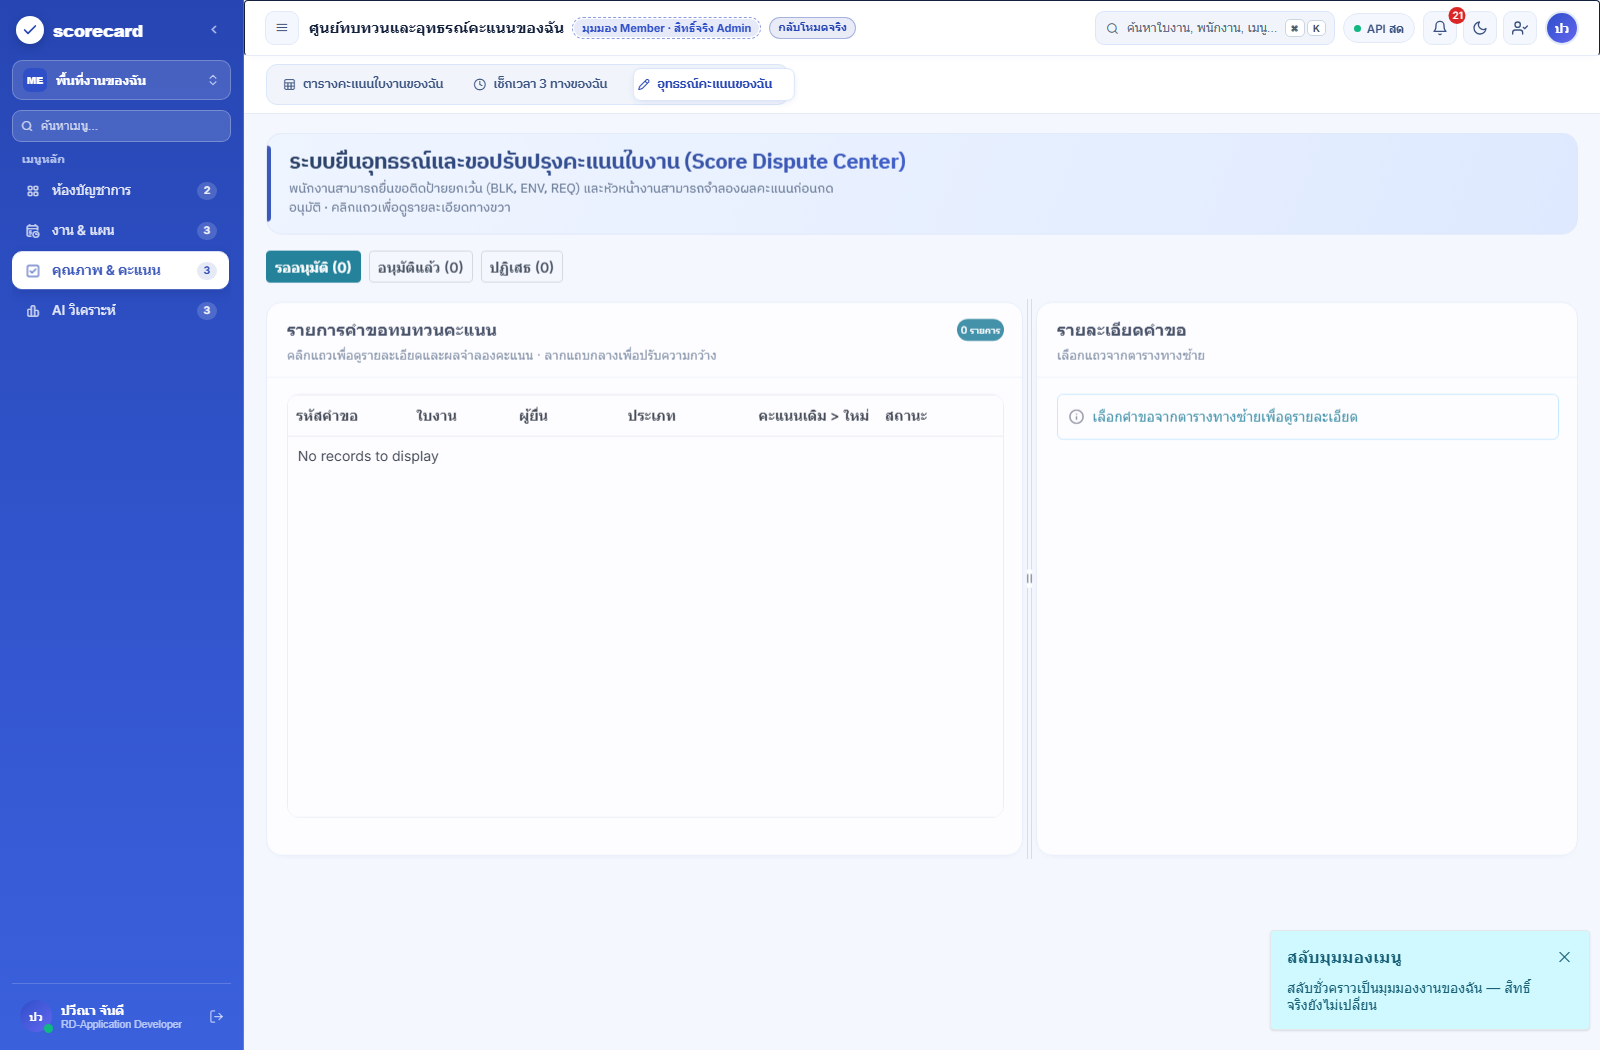 scorecard
ME พื้นที่งานของฉัน
ค้นหาเมนู...
เมนูหลัก
ห้องบัญชาการ 2
งาน & แผน 3
คุณภาพ & คะแนน 3
AI วิเคราะห์ 3
ปว ปวีณา จันดี
RD-Application Developer
ศูนย์ทบทวนและอุทธรณ์คะแนนของฉัน มุมมอง Member · สิทธิ์จริง Admin กลับโหมดจริง
ค้นหาใบงาน, พนักงาน, เมนู... ⌘ K API สด 21 ปว
ตารางคะแนนใบงานของฉัน เช็กเวลา 3 ทางของฉัน อุทธรณ์คะแนนของฉัน
ระบบยื่นอุทธรณ์และขอปรับปรุงคะแนนใบงาน (Score Dispute Center)
พนักงานสามารถยื่นขอติดป้ายยกเว้น (BLK, ENV, REQ) และหัวหน้างานสามารถจำลองผลคะแนนก่อนกด
อนุมัติ · คลิกแถวเพื่อดูรายละเอียดทางขวา
รออนุมัติ (0) อนุมัติแล้ว (0) ปฏิเสธ (0)
รายการคำขอทบทวนคะแนน 0 รายการ
คลิกแถวเพื่อดูรายละเอียดและผลจำลองคะแนน · ลากแถบกลางเพื่อปรับความกว้าง
รหัสคำขอ ใบงาน ผู้ยื่น ประเภท คะแนนเดิม > ใหม่ สถานะ
No records to display
รายละเอียดคำขอ
เลือกแถวจากตารางทางซ้าย
เลือกคำขอจากตารางทางซ้ายเพื่อดูรายละเอียด
สลับมุมมองเมนู
สลับชั่วคราวเป็นมุมมองงานของฉัน — สิทธิ์
จริงยังไม่เปลี่ยน